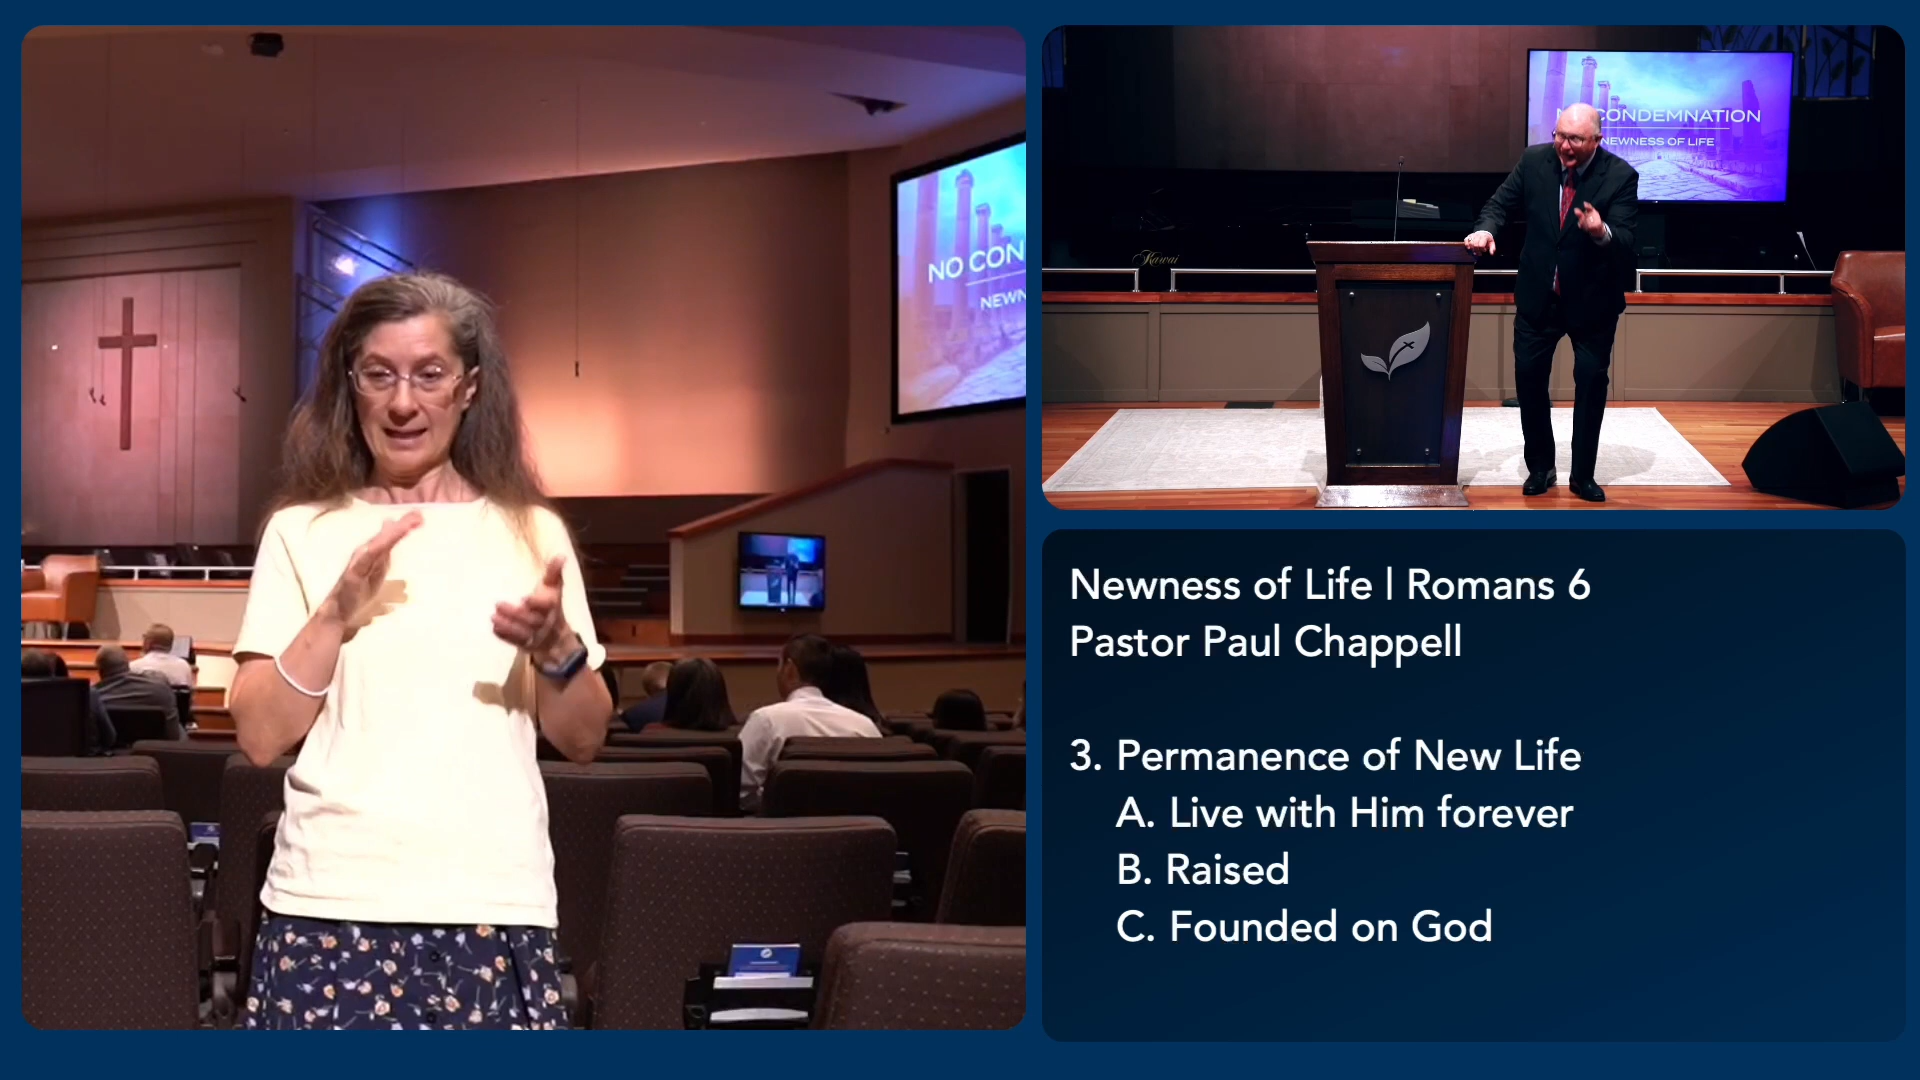 NO CON
NEWN
CONDEMNATION
NEWNESS OF LIFE
Kawai
Newness of Life | Romans 6
Pastor Paul Chappell
3. Permanence of New Life
A. Live with Him forever
B. Raised
C. Founded on God